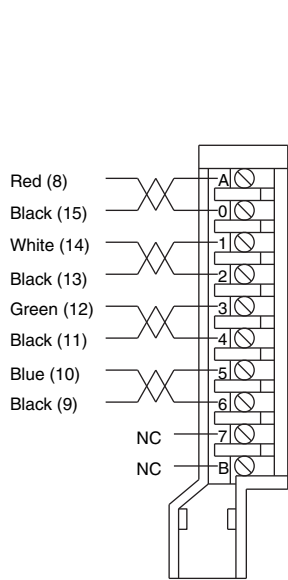 Red (8) A
Black (15) 0
White (14) 1
Black (13) 2
Green (12) 3
Black (11) 4
Blue (10) 5
Black (9) 6
NC 7
NC B